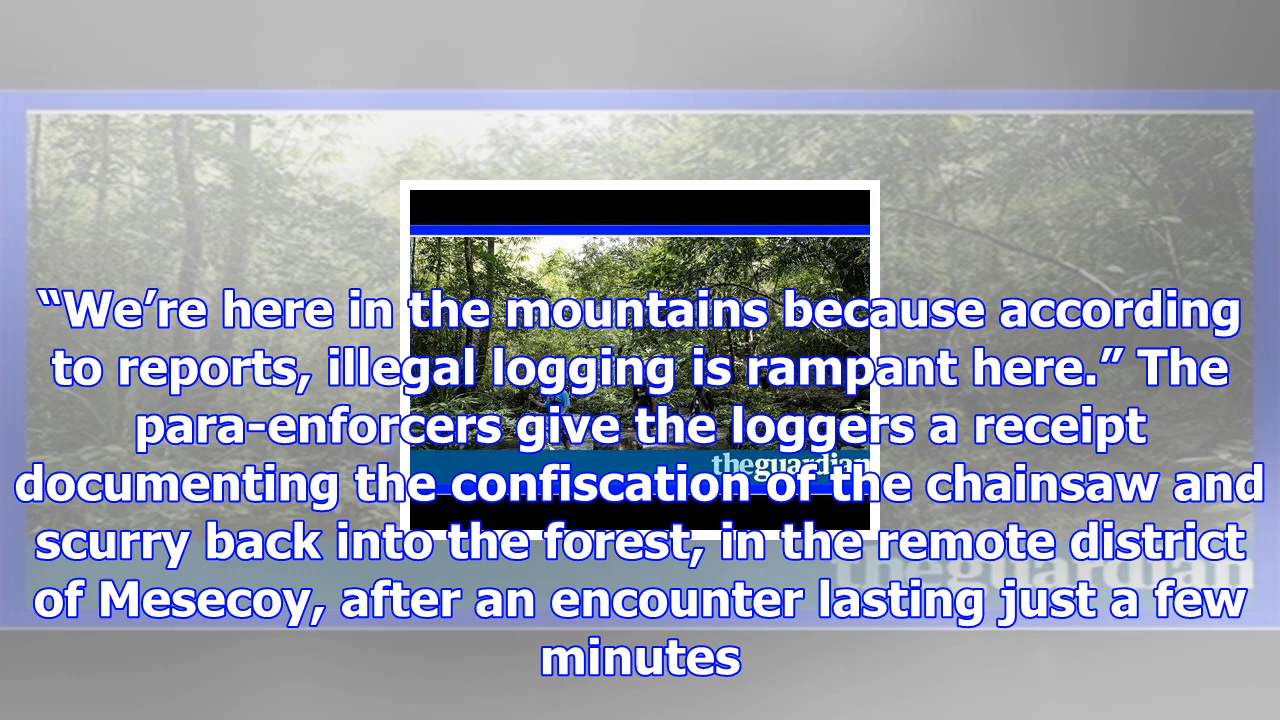 “We’re here in the mountains because according
to reports, illegal logging is rampant here.” The
para-enforcers give the loggers a receipt
theguardian
documenting the confiscation of the chainsaw and
scurry back into the forest, in the remote district
theguardian
of Mesecoy, after an encounter lasting just a few
minutes